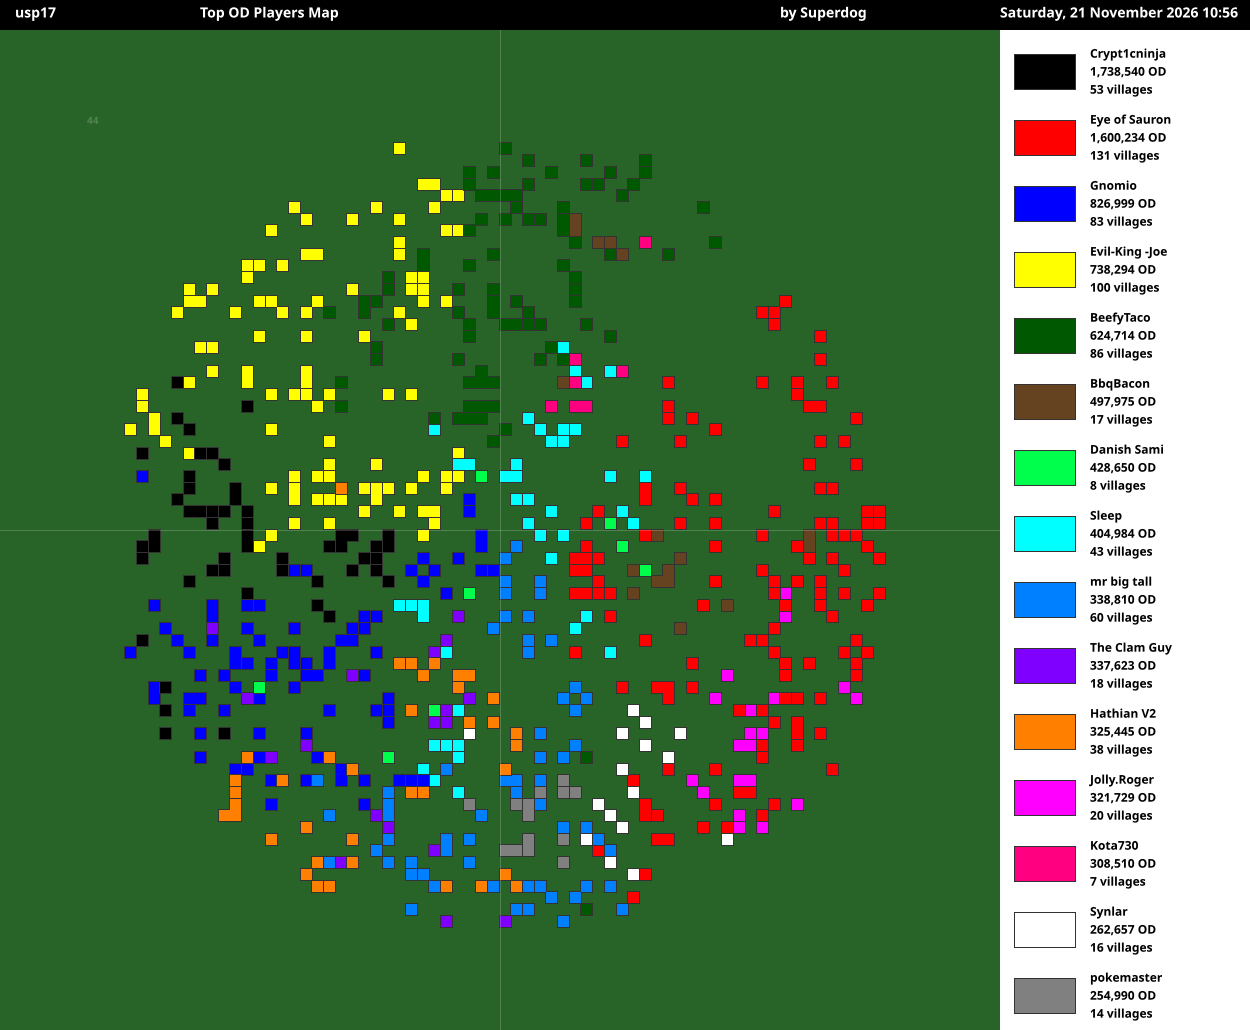 usp17 Top OD Players Map by Superdog Saturday, 21 November 2026 10:56
44
Crypt1cninja
1,738,540 OD
53 villages
Eye of Sauron
1,600,234 OD
131 villages
Gnomio
826,999 OD
83 villages
Evil-King -Joe
738,294 OD
100 villages
BeefyTaco
624,714 OD
86 villages
BbqBacon
497,975 OD
17 villages
Danish Sami
428,650 OD
8 villages
Sleep
404,984 OD
43 villages
mr big tall
338,810 OD
60 villages
The Clam Guy
337,623 OD
18 villages
Hathian V2
325,445 OD
38 villages
Jolly.Roger
321,729 OD
20 villages
Kota730
308,510 OD
7 villages
Synlar
262,657 OD
16 villages
pokemaster
254,990 OD
14 villages